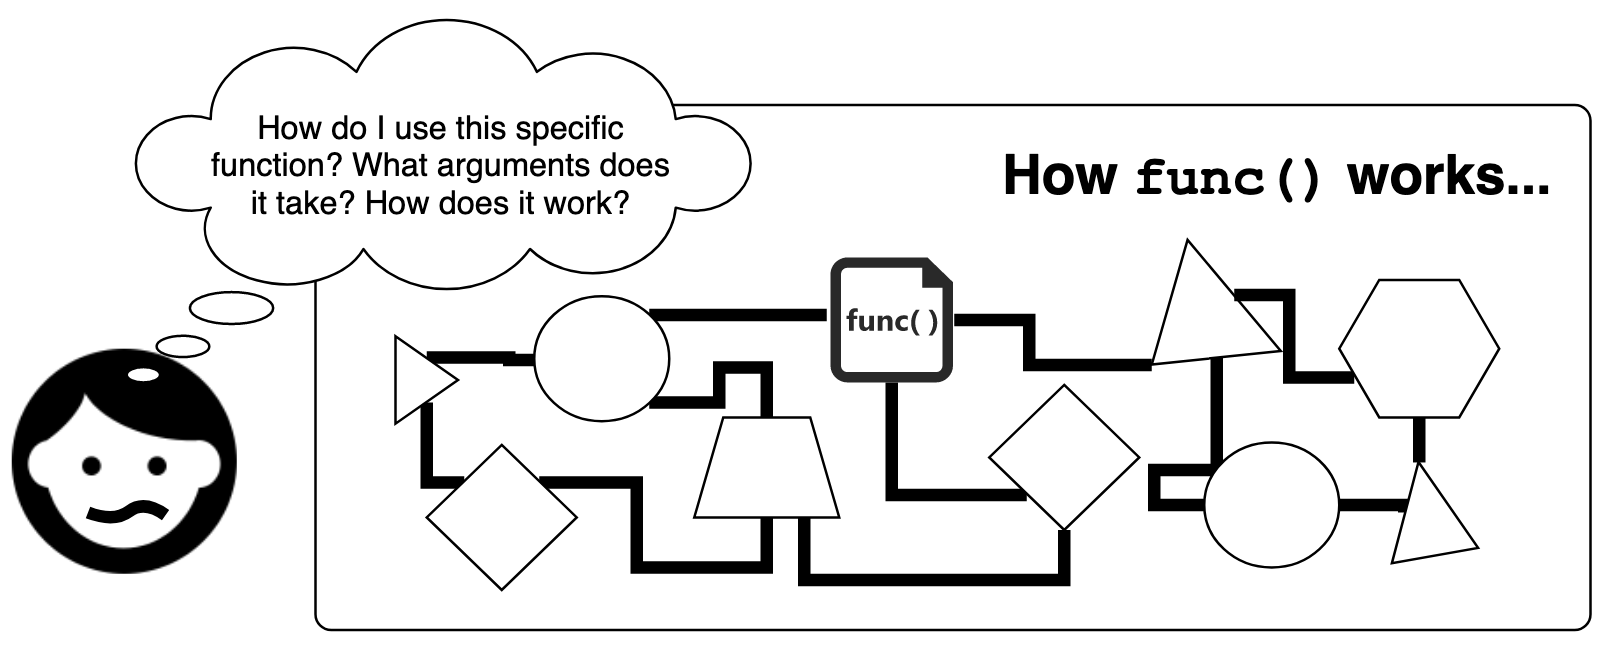 How do I use this specific
function? What arguments does
it take? How does it work?
How func() works...
func()